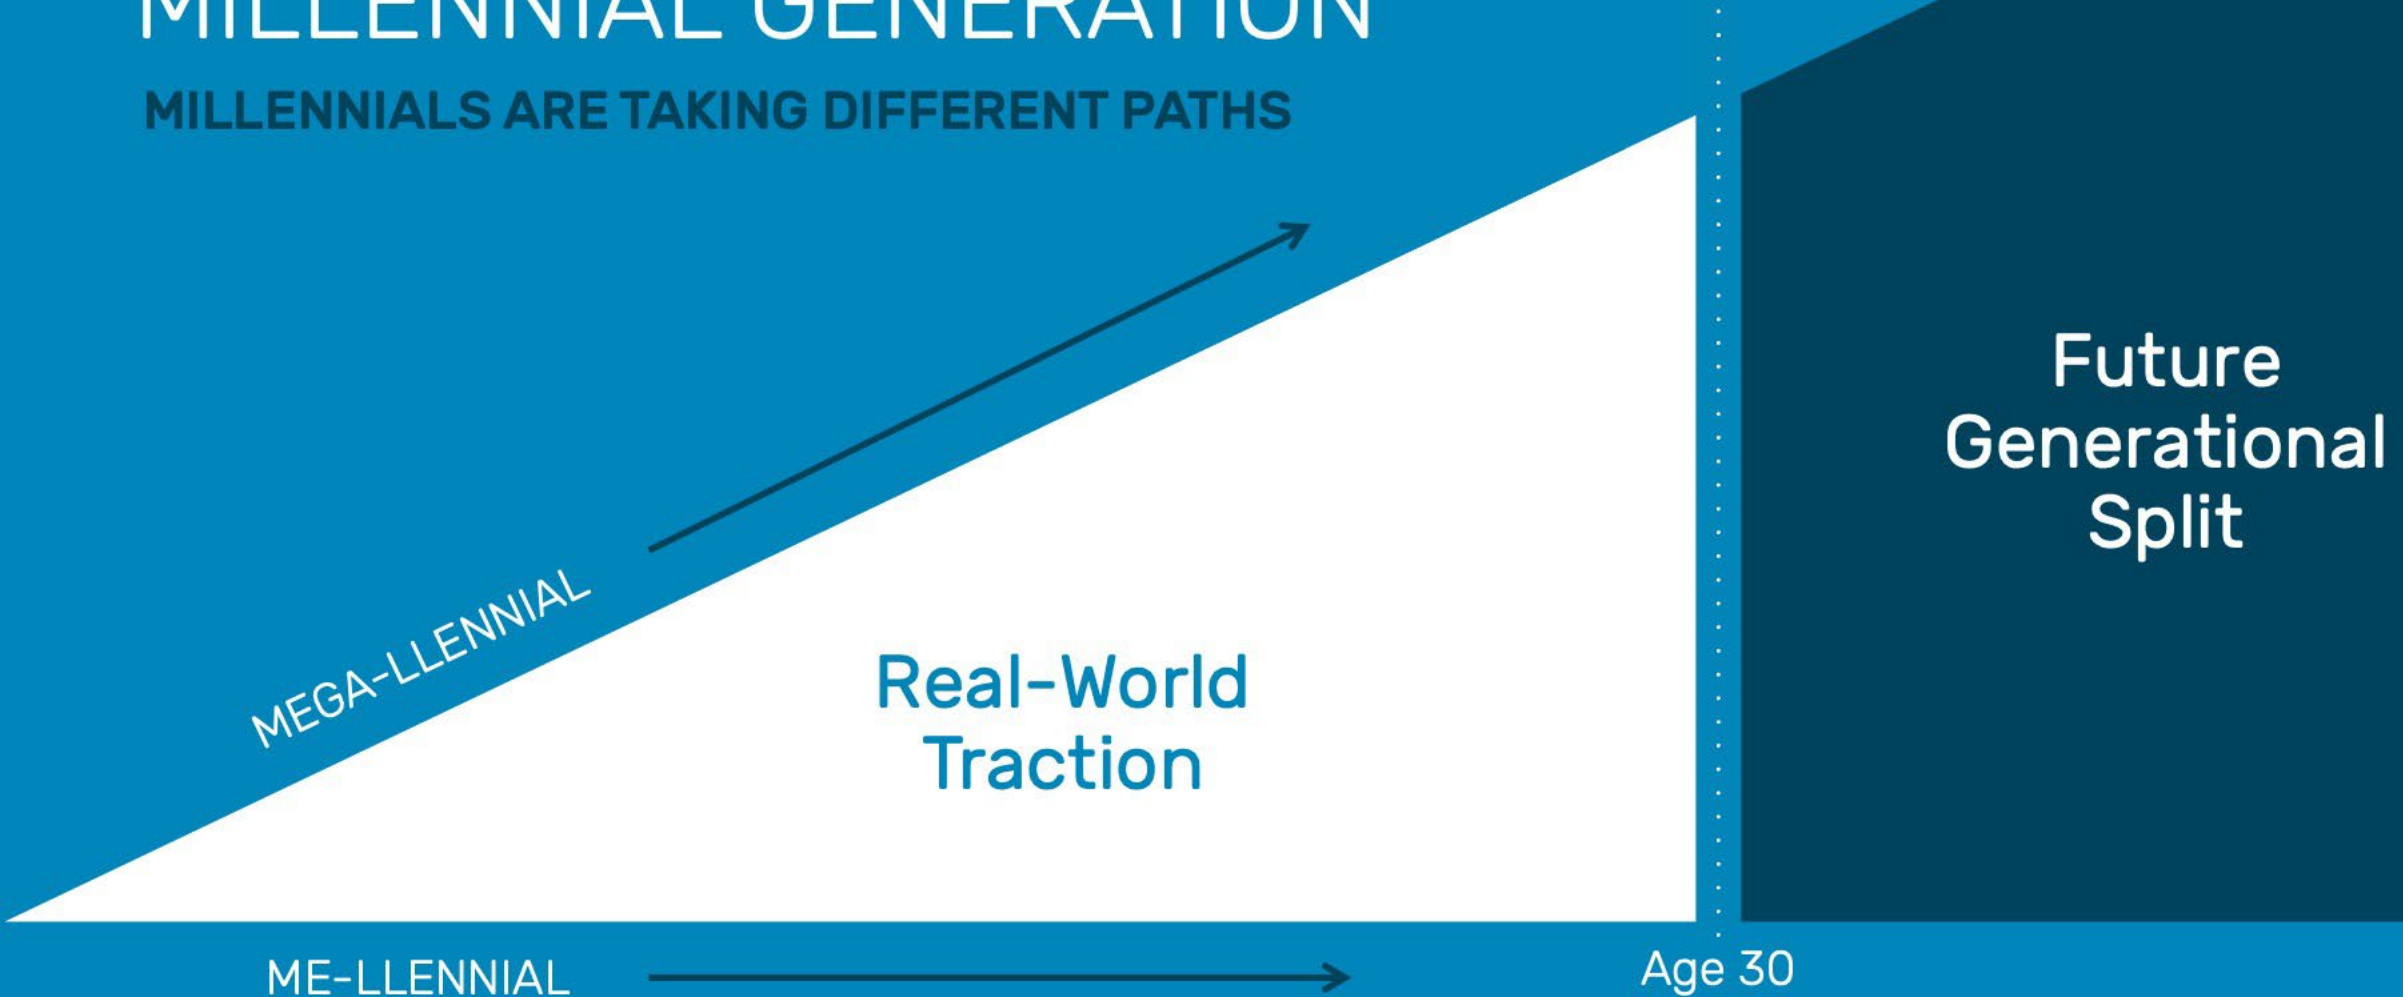 MILLENNIAL GENERATION
MILLENNIALS ARE TAKING DIFFERENT PATHS
Future
Generational
Split
MEGA-LLENNIAL
Real-World
Traction
Age 30
ME-LLENNIAL